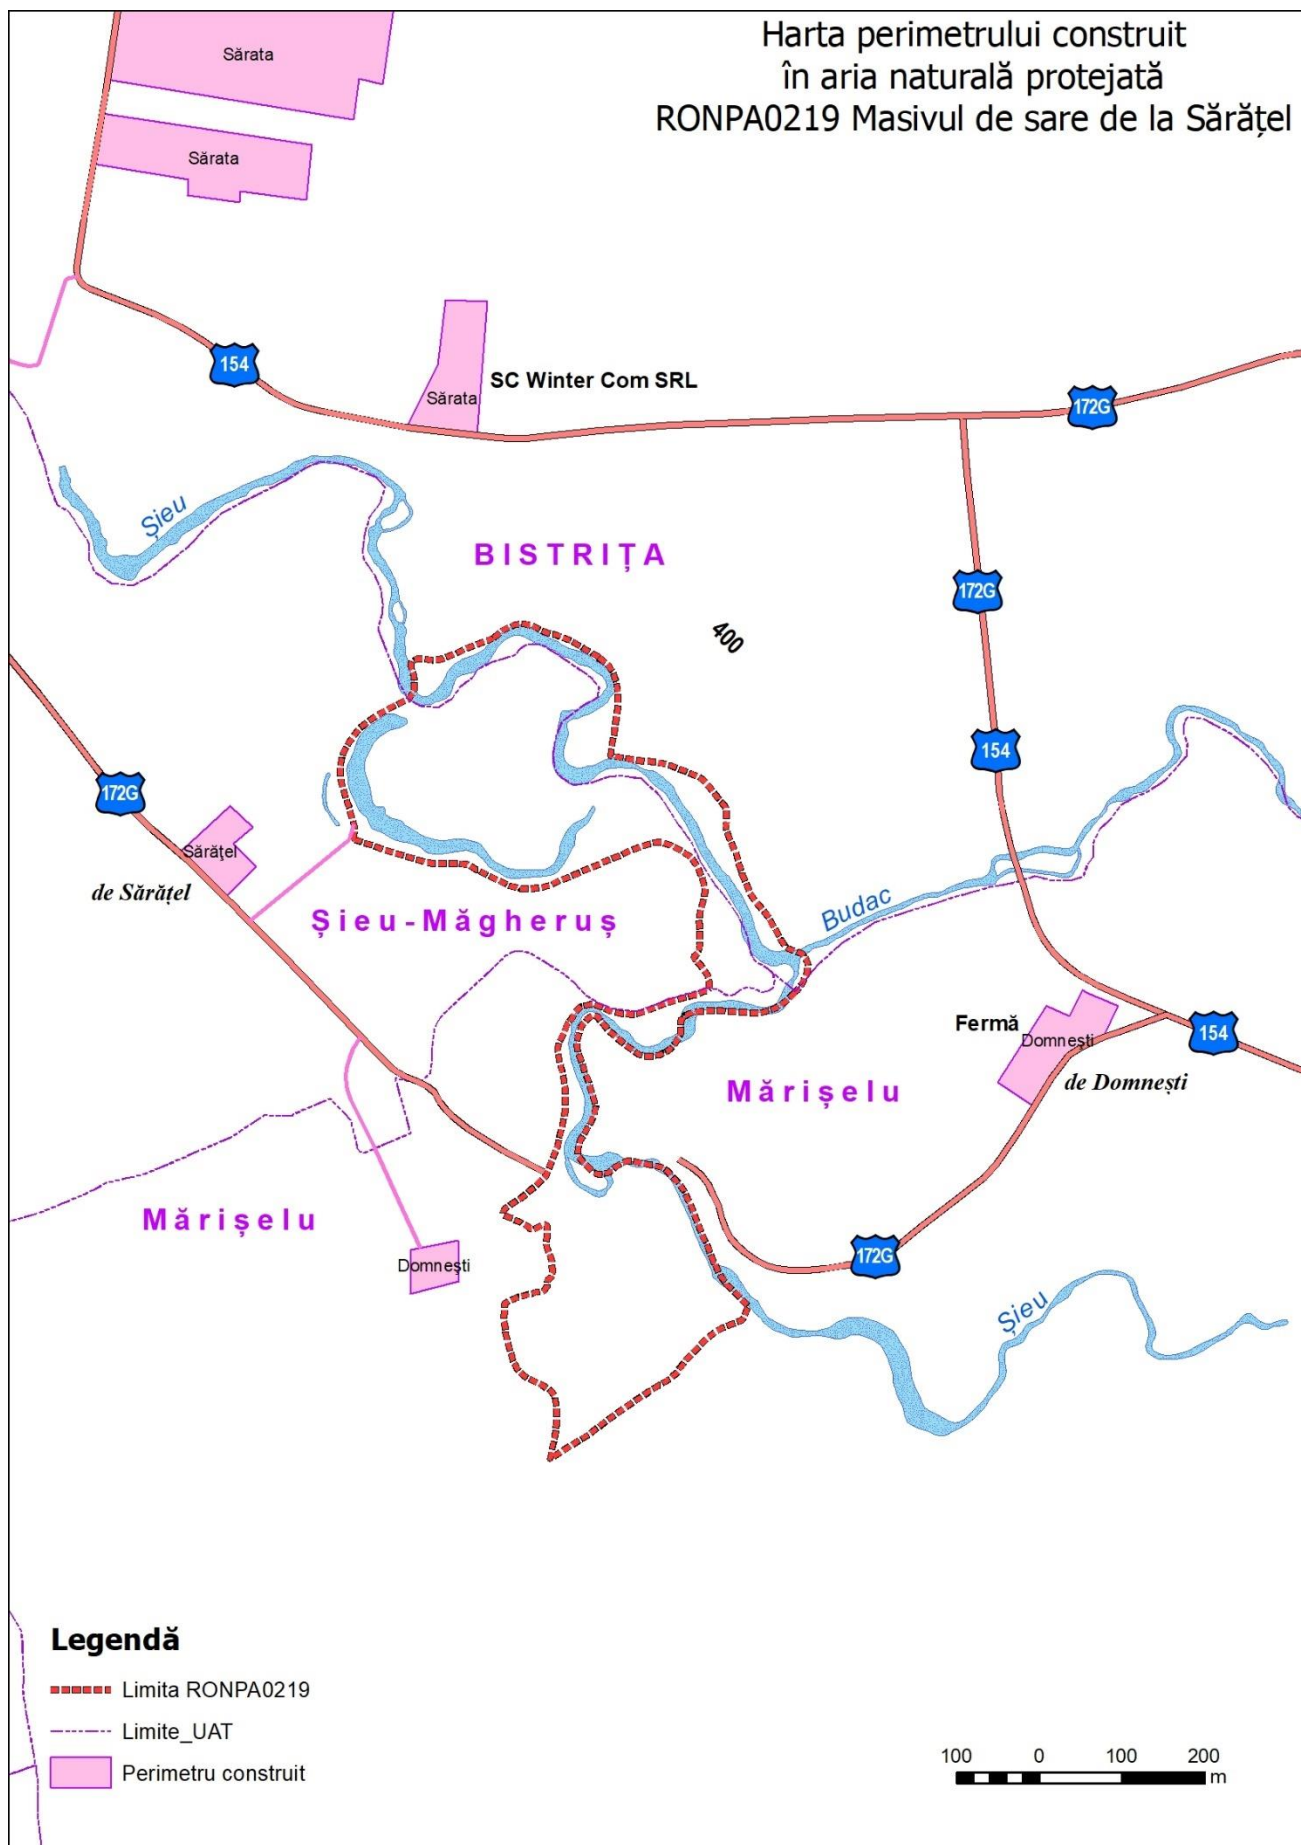 Harta perimetrului construit
în aria naturală protejată
RONPA0219 Masivul de sare de la Sărățel
Sărata
Sărata
154
Sărata
SC Winter Com SRL
172G
Șieu
BISTRIȚA
400
172G
154
172G
Sărățel
de Sărățel
Șieu-Măgheruș
Budac
Fermă
Domnești
154
de Domnești
Mărișelu
Mărișelu
Domnești
172G
Șieu
Legendă
Limita RONPA0219
Limite_UAT
Perimetru construit
100 0 100 200
m